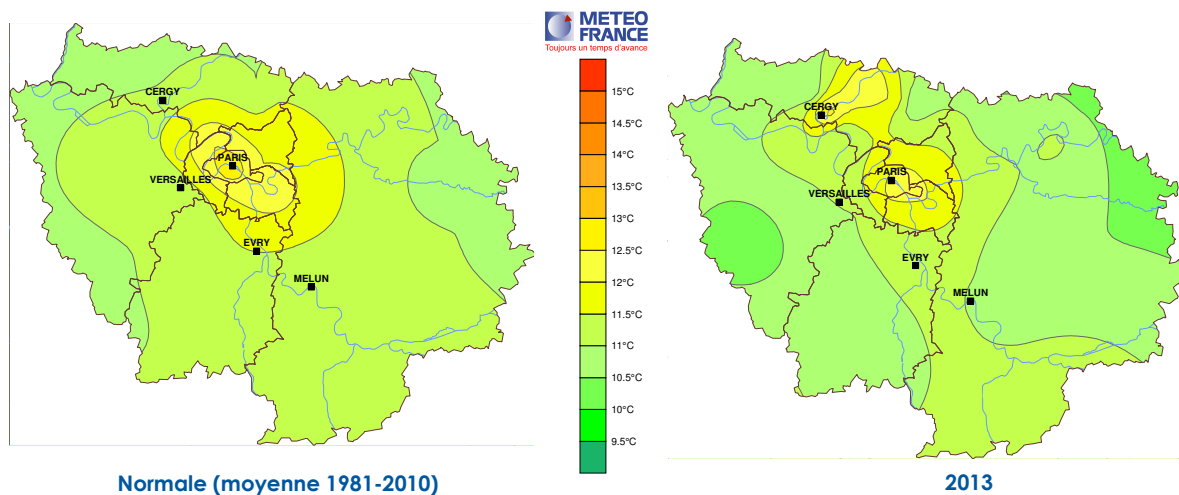 METEO
FRANCE
Toujours un temps d'avance
CERGY
PARIS
VERSAILLES
EVRY
MELUN
15°C
14.5°C
14°C
13.5°C
13°C
12.5°C
12°C
11.5°C
11°C
10.5°C
10°C
9.5°C
CERGY
PARIS
VERSAILLES
EVRY
MELUN
Normale (moyenne 1981-2010)
2013